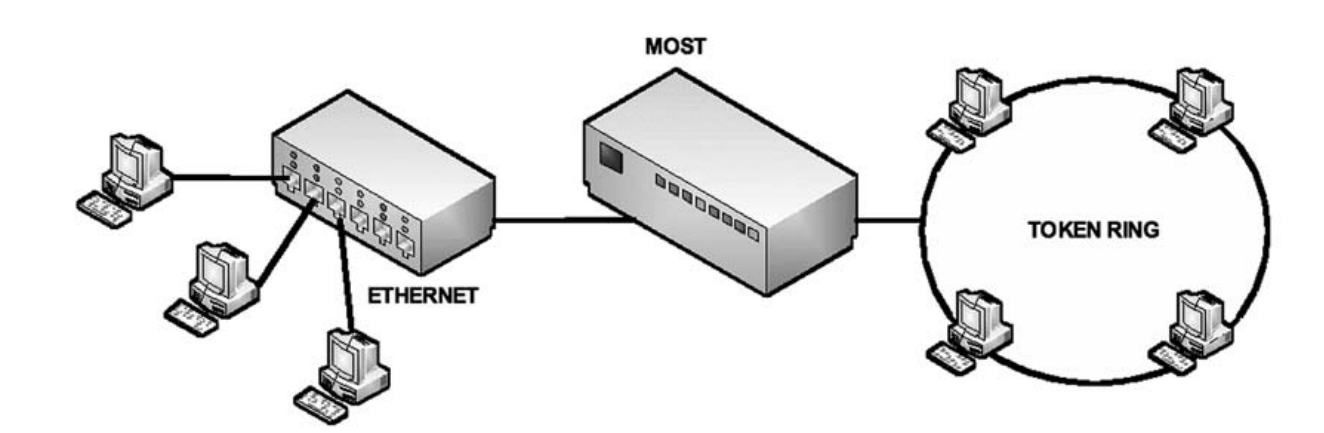 MOST
ETHERNET
TOKEN RING